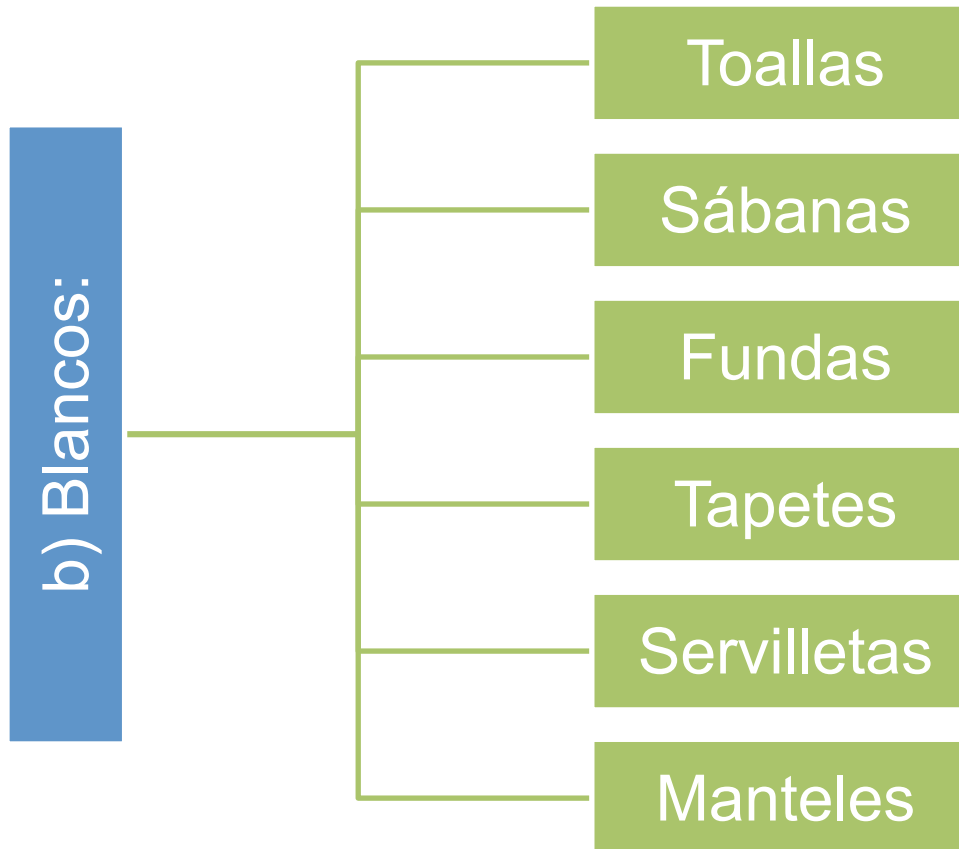 b) Blancos:
Toallas
Sábanas
Fundas
Tapetes
Servilletas
Manteles